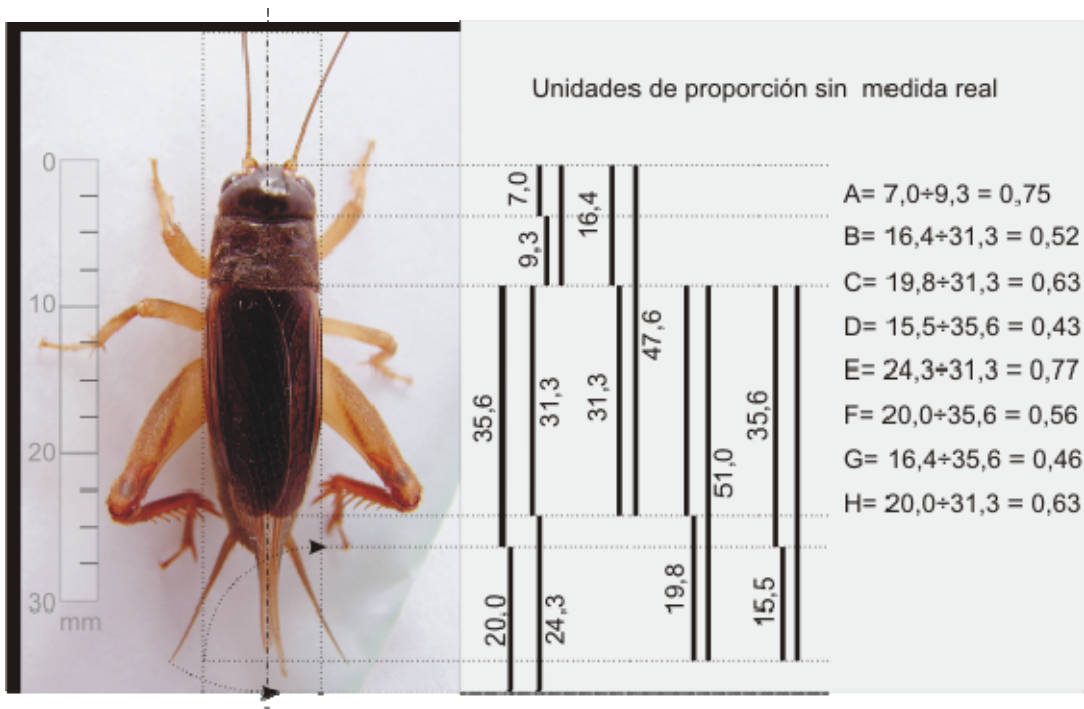 Unidades de proporción sin medida real
0
10
20
30
mm
7,0
9,3
16,4
47,6
35,6
31,3
31,3
51,0
35,6
20,0
24,3
19,8
15,5
A= 7,0÷9,3 = 0,75
B= 16,4÷31,3 = 0,52
C= 19,8÷31,3 = 0,63
D= 15,5÷35,6 = 0,43
E= 24,3÷31,3 = 0,77
F= 20,0÷35,6 = 0,56
G= 16,4÷35,6 = 0,46
H= 20,0÷31,3 = 0,63